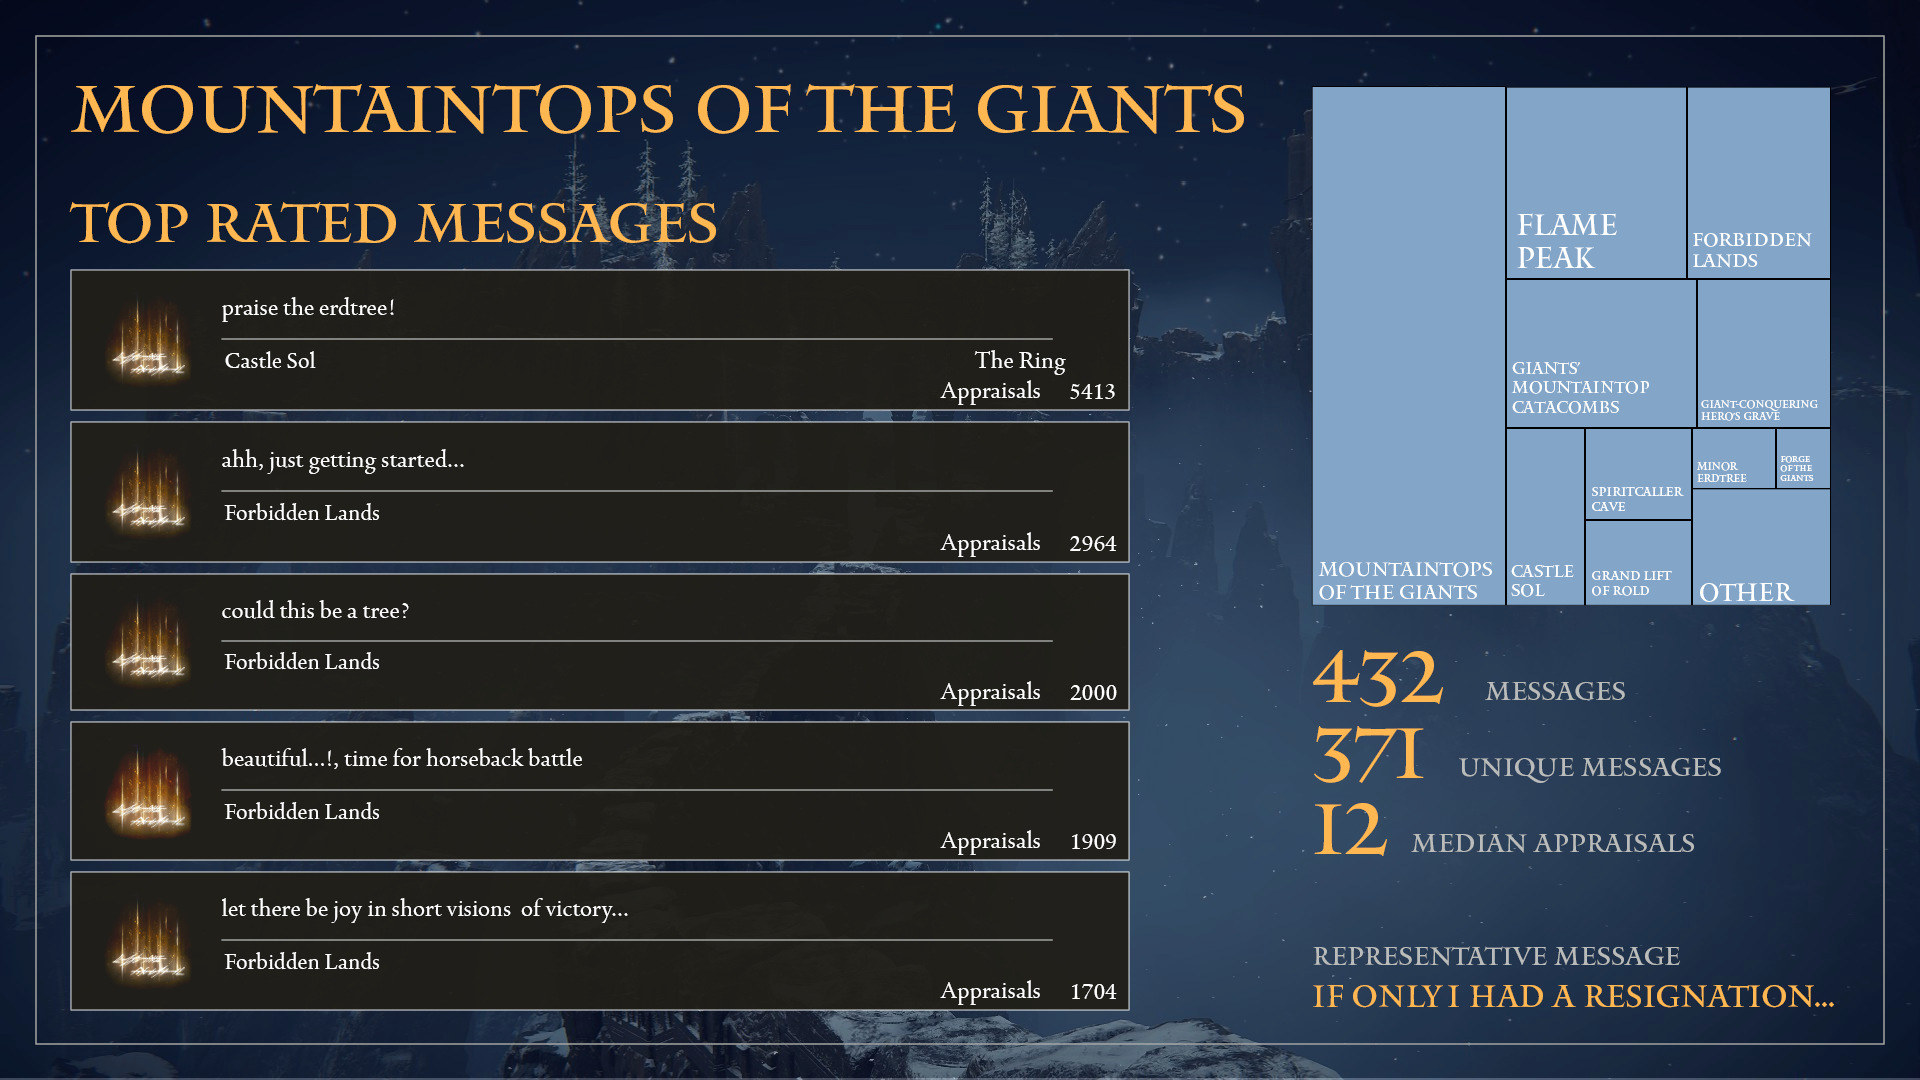 MOUNTAINTOPS OF THE GIANTS
TOP RATED MESSAGES
praise the erdtree!
Castle Sol
The Ring
Appraisals 5413
ahh, just getting started...
Forbidden Lands
Appraisals 2964
could this be a tree?
Forbidden Lands
Appraisals 2000
beautiful...!, time for horseback battle
Forbidden Lands
Appraisals 1909
let there be joy in short visions of victory...
Forbidden Lands
Appraisals 1704
FLAME
PEAK
FORBIDDEN
LANDS
GIANTS'
MOUNTAINTOP
CATACOMBS
GIANT-CONQUERING
HERO'S GRAVE
MINOR
ERDTREE
FORGE
OF THE
GIANTS
SPIRITCALLER
CAVE
MOUNTAINTOPS
OF THE GIANTS
CASTLE
SOL
GRAND LIFT
OF ROLD
OTHER
432 MESSAGES
371 UNIQUE MESSAGES
12 MEDIAN APPRAISALS
REPRESENTATIVE MESSAGE
IF ONLY I HAD A RESIGNATION...